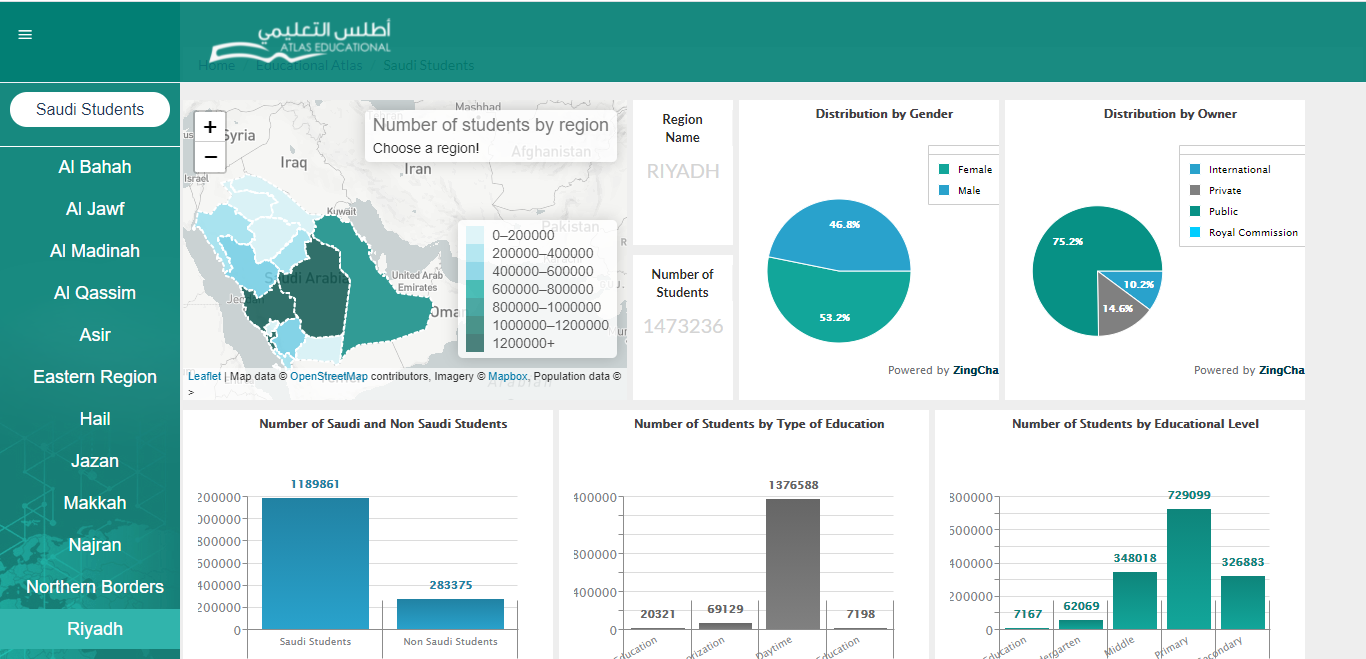 أطلس التعليمي
ATLAS EDUCATIONAL
Home / Educational Atlas / Saudi Students
Saudi Students
Al Bahah
Al Jawf
Al Madinah
Al Qassim
Asir
Eastern Region
Hail
Jazan
Makkah
Najran
Northern Borders
Riyadh
+
−
Mashhad
Syria
Iraq
Iran
Afghanistan
Israel
Kuwait
Pakistan
Saudi Arabia
United Arab
Emirates
Oman
Number of students by region
Choose a region!
0–200000
200000–400000
400000–600000
600000–800000
800000–1000000
1000000–1200000
1200000+
Leaflet | Map data © OpenStreetMap contributors, Imagery © Mapbox, Population data ©
>
Region
Name
RIYADH
Number of
Students
1473236
Distribution by Gender
Female
Male
46.8%
53.2%
Powered by ZingCha
Distribution by Owner
International
Private
Public
Royal Commission
75.2%
10.2%
14.6%
Powered by ZingCha
Number of Saudi and Non Saudi Students
1189861
283375
200000
000000
800000
600000
400000
200000
0
Saudi Students
Non Saudi Students
Number of Students by Type of Education
1376588
20321
69129
7198
400000
800000
400000
0
ducation
rization
Daytime
Education
Number of Students by Educational Level
729099
348018
326883
7167
62069
800000
600000
400000
200000
0
ducation
dergarten
Middle
Primary
condary